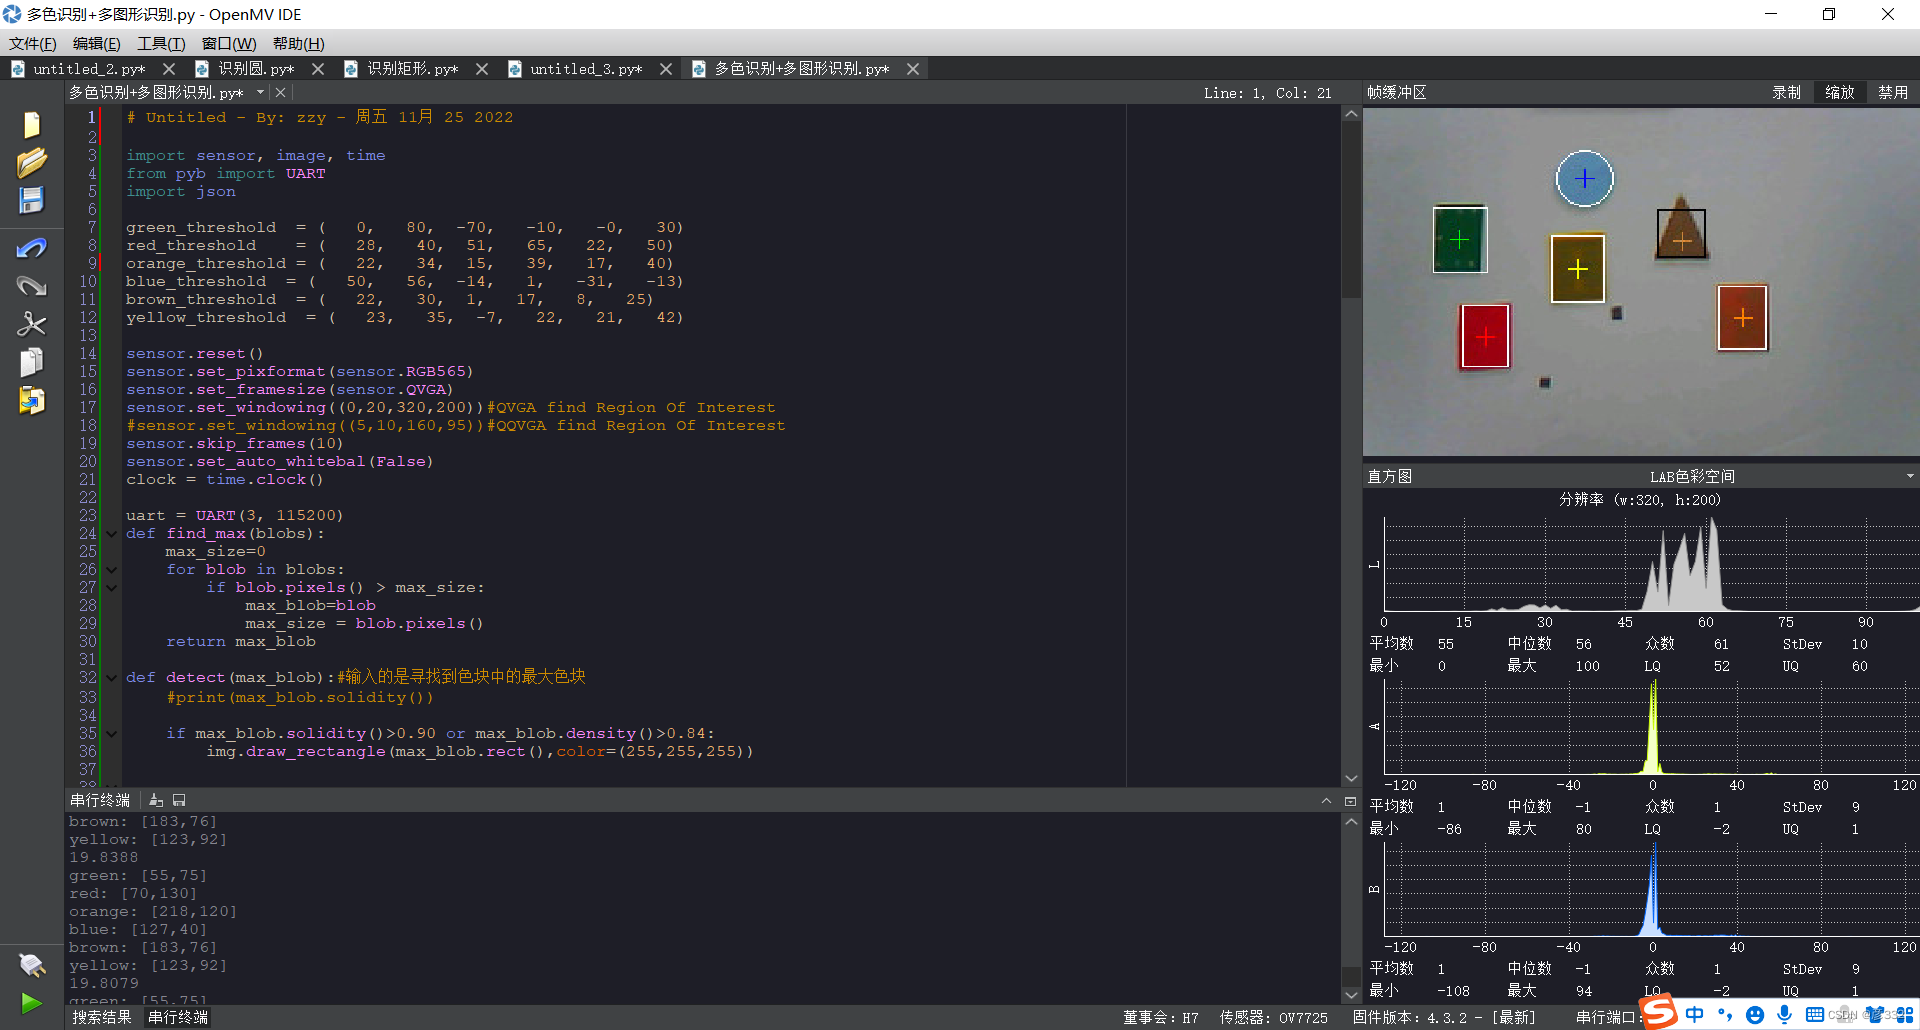 多色识别+多图形识别.py - OpenMV IDE
文件(F) 编辑(E) 工具(T) 窗口(W) 帮助(H)
untitled_2.py* 识别圆.py* 识别矩形.py* untitled_3.py* 多色识别+多图形识别.py*
多色识别+多图形识别.py* Line: 1, Col: 21
1 # Untitled - By: zzy - 周五 11月 25 2022
2
3 import sensor, image, time
4 from pyb import UART
5 import json
6
7 green_threshold = ( 0, 80, -70, -10, -0, 30)
8 red_threshold = ( 28, 40, 51, 65, 22, 50)
9 orange_threshold = ( 22, 34, 15, 39, 17, 40)
10 blue_threshold = ( 50, 56, -14, 1, -31, -13)
11 brown_threshold = ( 22, 30, 1, 17, 8, 25)
12 yellow_threshold = ( 23, 35, -7, 22, 21, 42)
13
14 sensor.reset()
15 sensor.set_pixformat(sensor.RGB565)
16 sensor.set_framesize(sensor.QVGA)
17 sensor.set_windowing((0,20,320,200))#QVGA find Region Of Interest
18 #sensor.set_windowing((5,10,160,95))#QQVGA find Region Of Interest
19 sensor.skip_frames(10)
20 sensor.set_auto_whitebal(False)
21 clock = time.clock()
22
23 uart = UART(3, 115200)
24 def find_max(blobs):
25 max_size=0
26 for blob in blobs:
27 if blob.pixels() > max_size:
28 max_blob=blob
29 max_size = blob.pixels()
30 return max_blob
31
32 def detect(max_blob):#输入的是寻找到色块中的最大色块
33 #print(max_blob.solidity())
34
35 if max_blob.solidity()>0.90 or max_blob.density()>0.84:
36 img.draw_rectangle(max_blob.rect(),color=(255,255,255))
37
38
串行终端
brown: [183,76]
yellow: [123,92]
19.8388
green: [55,75]
red: [70,130]
orange: [218,120]
blue: [127,40]
brown: [183,76]
yellow: [123,92]
19.8079
green: [55,75]
搜索结果 串行终端
帧缓冲区 录制 缩放 禁用
直方图 LAB色彩空间
分辨率 (w:320, h:200)
L
0 15 30 45 60 75 90
平均数 55 中位数 56 众数 61 StDev 10
最小 0 最大 100 LQ 52 UQ 60
A
-120 -80 -40 0 40 80 120
平均数 1 中位数 -1 众数 1 StDev 9
最小 -86 最大 80 LQ -2 UQ 1
B
-120 -80 -40 0 40 80 120
平均数 1 中位数 -1 众数 1 StDev 9
最小 -108 最大 94 LQ -2 UQ 1
董事会: H7 传感器: OV7725 固件版本: 4.3.2 - [最新] 串行端口:
S 中
CSDN